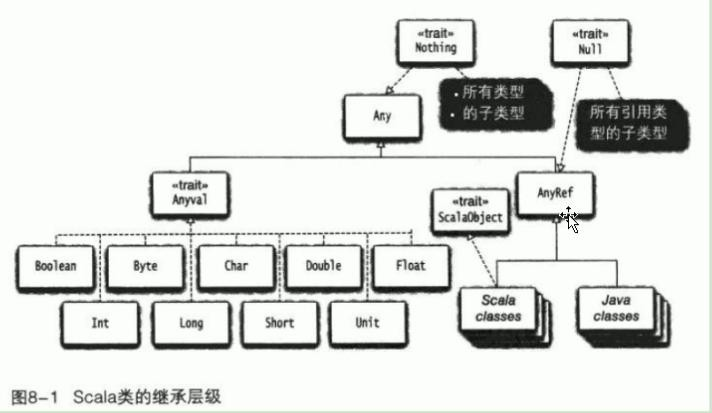 «trait»
Nothing
«trait»
Null
• 所有类型
• 的子类型
所有引用类
型的子类型
Any
«trait»
Anyval
«trait»
ScalaObject
AnyRef
Boolean
Byte
Char
Double
Float
Int
Long
Short
Unit
Scala
classes
Java
classes
图8-1 Scala类的继承层级